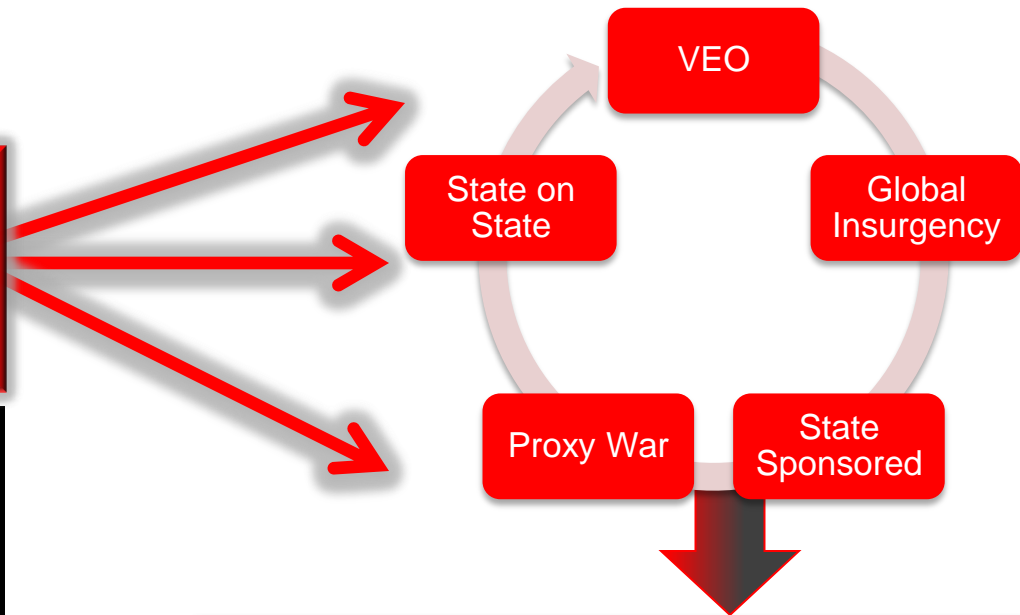 VEO
State on
State
Global
Insurgency
Proxy War
State
Sponsored